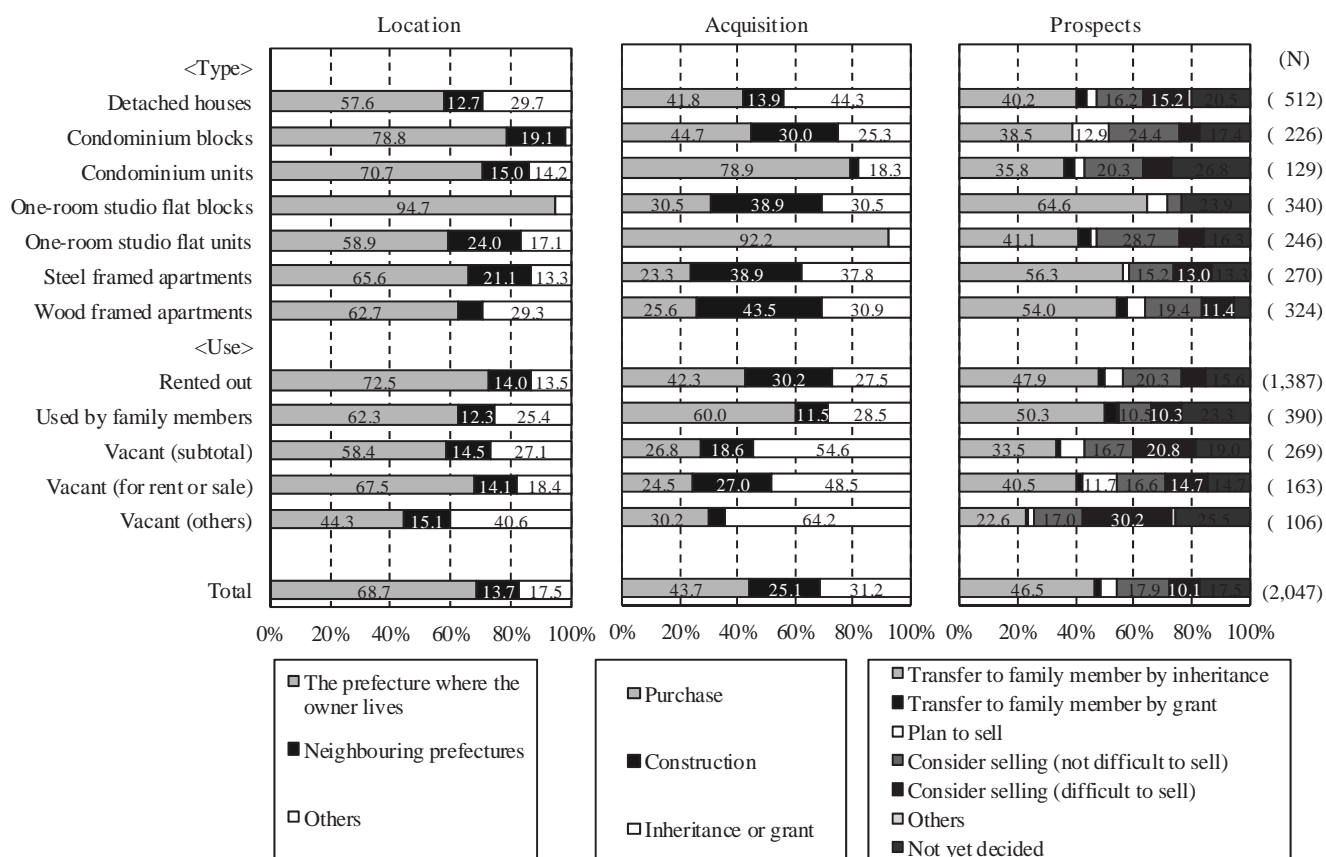 Location Acquisition Prospects
<Type> (N)
Detached houses 57.6 12.7 29.7 41.8 13.9 44.3 40.2 16.2 15.2 20.5 ( 512)
Condominium blocks 78.8 19.1 44.7 30.0 25.3 38.5 12.9 24.4 17.4 ( 226)
Condominium units 70.7 15.0 14.2 78.9 18.3 35.8 20.3 26.8 ( 129)
One-room studio flat blocks 94.7 30.5 38.9 30.5 64.6 23.9 ( 340)
One-room studio flat units 58.9 24.0 17.1 92.2 41.1 28.7 16.3 ( 246)
Steel framed apartments 65.6 21.1 13.3 23.3 38.9 37.8 56.3 15.2 13.0 13.3 ( 270)
Wood framed apartments 62.7 29.3 25.6 43.5 30.9 54.0 19.4 11.4 ( 324)
<Use>
Rented out 72.5 14.0 13.5 42.3 30.2 27.5 47.9 20.3 15.6 (1,387)
Used by family members 62.3 12.3 25.4 60.0 11.5 28.5 50.3 10.5 10.3 23.3 ( 390)
Vacant (subtotal) 58.4 14.5 27.1 26.8 18.6 54.6 33.5 16.7 20.8 19.0 ( 269)
Vacant (for rent or sale) 67.5 14.1 18.4 24.5 27.0 48.5 40.5 11.7 16.6 14.7 14.7 ( 163)
Vacant (others) 44.3 15.1 40.6 30.2 64.2 22.6 17.0 30.2 25.5 ( 106)
Total 68.7 13.7 17.5 43.7 25.1 31.2 46.5 17.9 10.1 17.5 (2,047)
0% 20% 40% 60% 80% 100% 0% 20% 40% 60% 80% 100% 0% 20% 40% 60% 80% 100%
The prefecture where the
owner lives
Neighbouring prefectures
Others
Purchase
Construction
Inheritance or grant
Transfer to family member by inheritance
Transfer to family member by grant
Plan to sell
Consider selling (not difficult to sell)
Consider selling (difficult to sell)
Others
Not yet decided